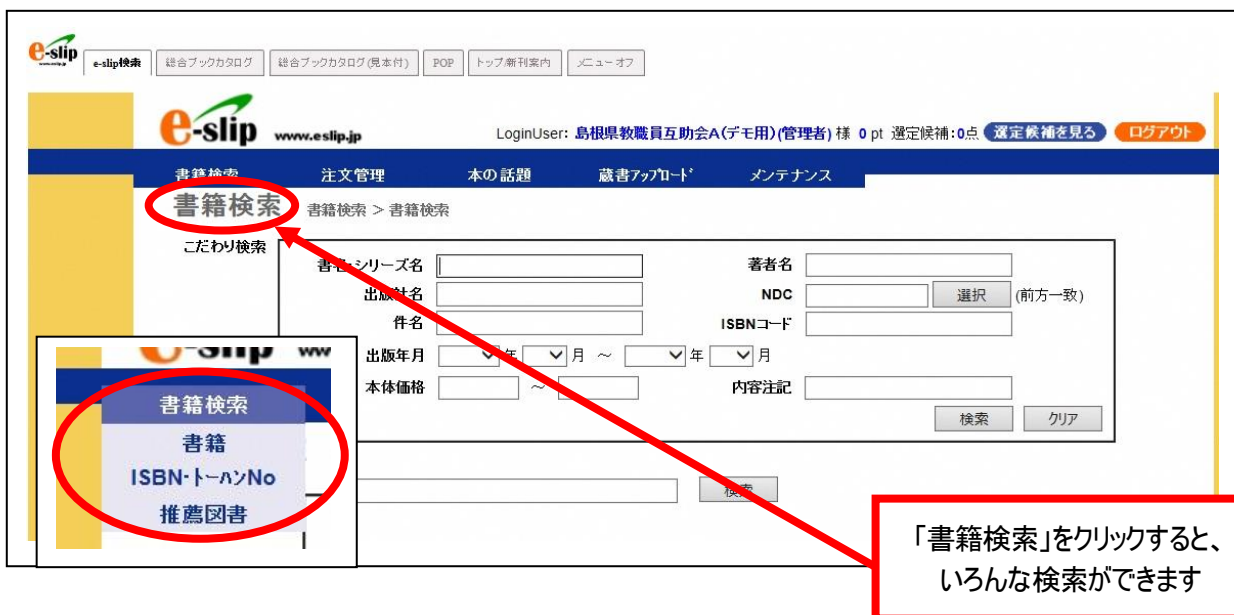 e-slip e-slip検索 総合ブックカタログ 総合ブックカタログ(見本付) POP トップ/新刊案内 メニューオフ
e-slip www.eslip.jp LoginUser: 島根県教職員互助会A(デモ用)(管理者) 様 0 pt 選定候補:0点 選定候補を見る ログアウト
書籍検索 注文管理 本の話題 蔵書アップロード メンテナンス
書籍検索 書籍検索 > 書籍検索
こだわり検索
書名・シリーズ名 著者名
出版社名 NDC 選択 (前方一致)
件名 ISBNコード
出版年月 年 月 ~ 年 月
本体価格 ~ 内容注記
検索 クリア
検索
e-slip ww
書籍検索
書籍
ISBN・トーハンNo
推薦図書
「書籍検索」をクリックすると、
いろんな検索ができます